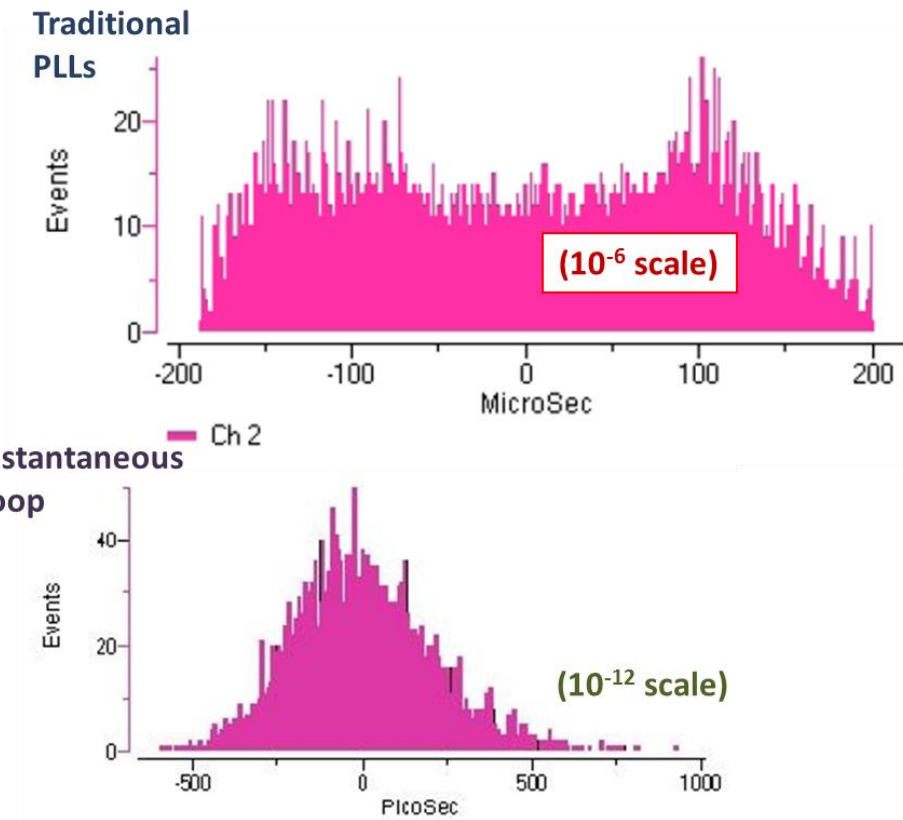 Traditional
PLLs
20
10
0
Events
(10-6 scale)
-200 -100 0 100 200
MicroSec
Ch 2
stantaneous
oop
40
20
0
Events
(10-12 scale)
-500 0 500 1000
PicoSec